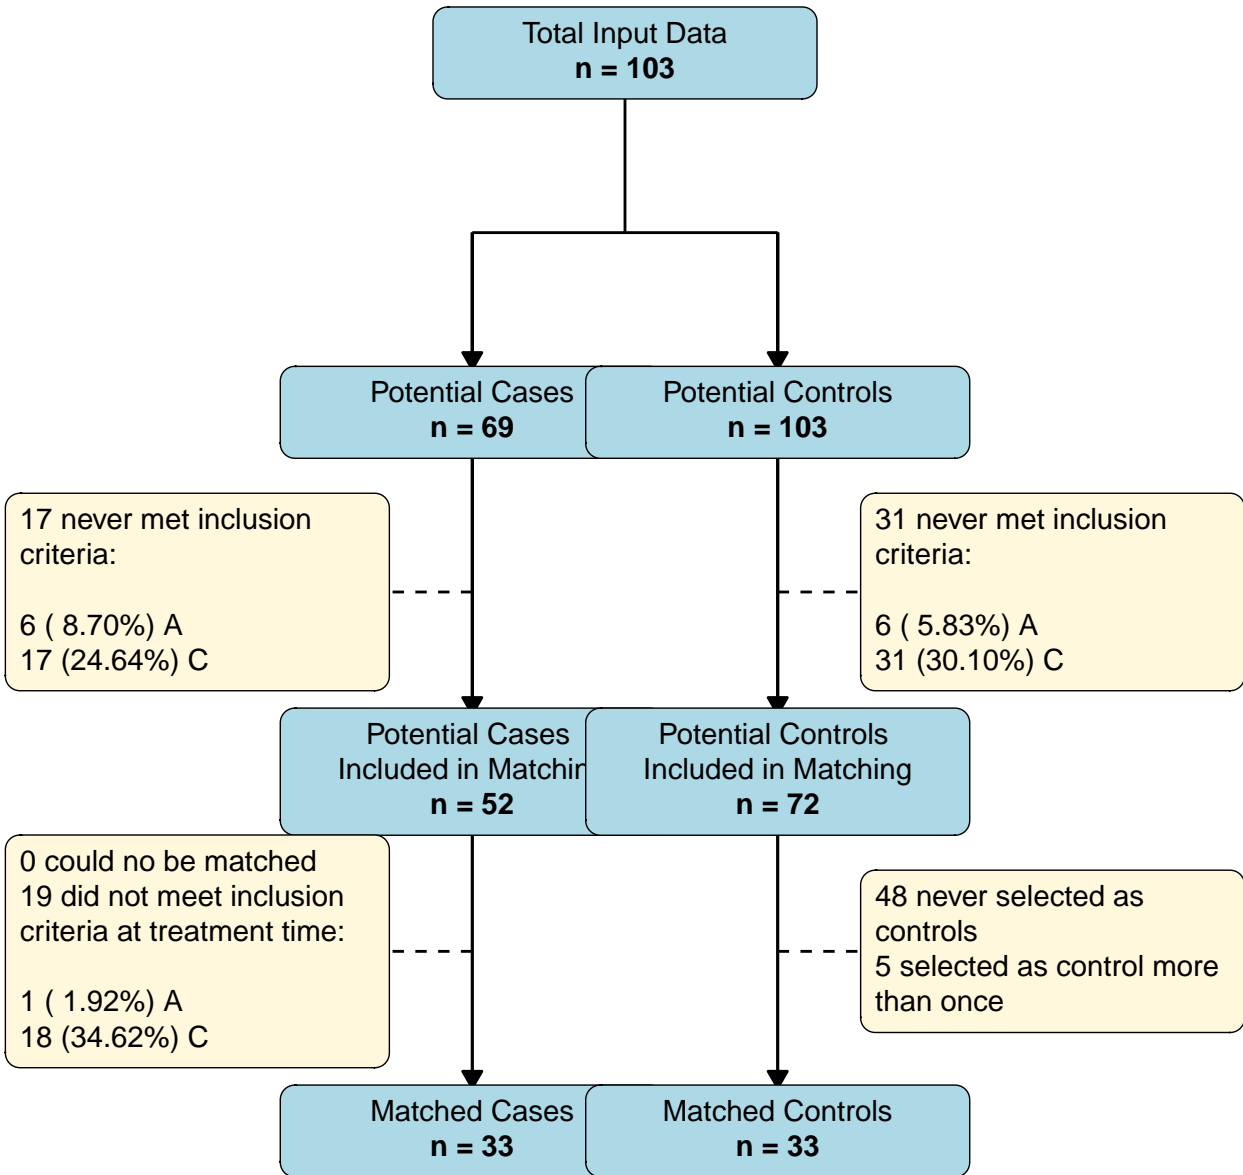 Total Input Data
n = 103
Potential Cases
n = 69
Potential Controls
n = 103
17 never met inclusion
criteria:
6 ( 8.70%) A
17 (24.64%) C
31 never met inclusion
criteria:
6 ( 5.83%) A
31 (30.10%) C
Potential Cases
Included in Matchin
n = 52
Potential Controls
Included in Matching
n = 72
0 could no be matched
19 did not meet inclusion
criteria at treatment time:
1 ( 1.92%) A
18 (34.62%) C
48 never selected as
controls
5 selected as control more
than once
Matched Cases
n = 33
Matched Controls
n = 33